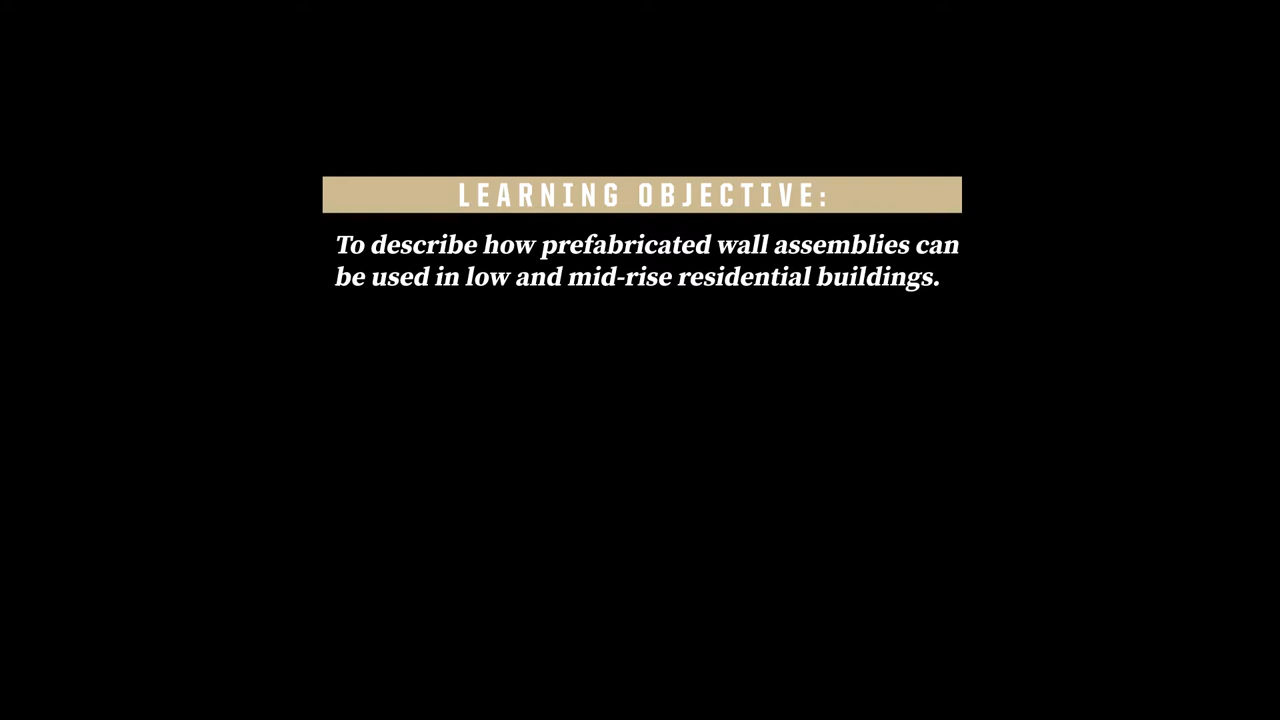 LEARNING OBJECTIVE:
To describe how prefabricated wall assemblies can
be used in low and mid-rise residential buildings.